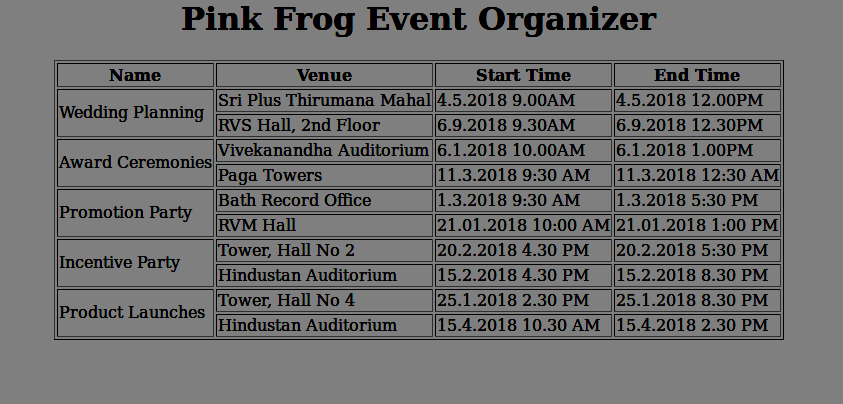 Pink Frog Event Organizer
Name Venue Start Time End Time
Wedding Planning Sri Plus Thirumana Mahal 4.5.2018 9.00AM 4.5.2018 12.00PM
RVS Hall, 2nd Floor 6.9.2018 9.30AM 6.9.2018 12.30PM
Award Ceremonies Vivekanandha Auditorium 6.1.2018 10.00AM 6.1.2018 1.00PM
Paga Towers 11.3.2018 9:30 AM 11.3.2018 12:30 AM
Promotion Party Bath Record Office 1.3.2018 9:30 AM 1.3.2018 5:30 PM
RVM Hall 21.01.2018 10:00 AM 21.01.2018 1:00 PM
Incentive Party Tower, Hall No 2 20.2.2018 4.30 PM 20.2.2018 5:30 PM
Hindustan Auditorium 15.2.2018 4.30 PM 15.2.2018 8.30 PM
Product Launches Tower, Hall No 4 25.1.2018 2.30 PM 25.1.2018 8.30 PM
Hindustan Auditorium 15.4.2018 10.30 AM 15.4.2018 2.30 PM